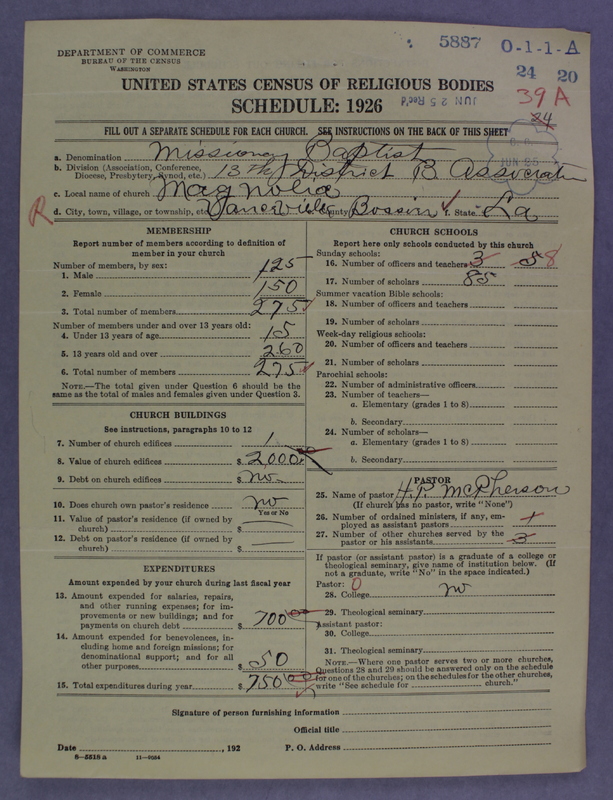 5887 O-1-1-A
DEPARTMENT OF COMMERCE
BUREAU OF THE CENSUS
WASHINGTON
24 20
UNITED STATES CENSUS OF RELIGIOUS BODIES
39 A
SCHEDULE: 1926
JUN 25 Rec'd
24
FILL OUT A SEPARATE SCHEDULE FOR EACH CHURCH. SEE INSTRUCTIONS ON THE BACK OF THIS SHEET
a. Denomination Missionary Baptist
b. Division (Association, Conference, Diocese, Presbytery, Synod, etc.) 13th District B. Association
c. Local name of church Magnolia
R d. City, town, village, or township, etc. e. County Bossier f. State La
MEMBERSHIP
Report number of members according to definition of
member in your church
Number of members, by sex:
1. Male 125
2. Female 150
3. Total number of members 275
Number of members under and over 13 years old:
4. Under 13 years of age 15
5. 13 years old and over 260
6. Total number of members 275
NOTE.—The total given under Question 6 should be
same as the total of males and females given under Question 3.
CHURCH BUILDINGS
See instructions, paragraphs 10 to 12
7. Number of church edifices 1
8. Value of church edifices $ 2000
9. Debt on church edifices $ no
10. Does church own pastor's residence no
Yes or No
11. Value of pastor's residence (if owned by
church) $
12. Debt on pastor's residence (if owned by
church) $
EXPENDITURES
Amount expended by your church during last fiscal year
13. Amount expended for salaries, repairs,
and other running expenses; for im-
provements or new buildings; and for
payments on church debt $ 700 00
14. Amount expended for benevolences, in-
cluding home and foreign missions; for
denominational support; and for all
other purposes $ 50
15. Total expenditures during year $ 750 00
CHURCH SCHOOLS
Report here only schools conducted by this church
Sunday schools:
16. Number of officers and teachers 3 5 8
17. Number of scholars 85
Summer vacation Bible schools:
18. Number of officers and teachers
19. Number of scholars
Week-day religious schools:
20. Number of officers and teachers
21. Number of scholars
Parochial schools:
22. Number of administrative officers
23. Number of teachers—
a. Elementary (grades 1 to 8)
b. Secondary
24. Number of scholars—
a. Elementary (grades 1 to 8)
b. Secondary
PASTOR
25. Name of pastor H.P. McPherson
(If church has no pastor, write "None")
26. Number of ordained ministers, if any, em-
ployed as assistant pastors 1
27. Number of other churches served by the
pastor or his assistants 3
If pastor (or assistant pastor) is a graduate of a college or
theological seminary, give name of institution below. (If
not a graduate, write "No" in the space indicated.)
Pastor: 0
28. College no
29. Theological seminary
Assistant pastor:
30. College
31. Theological seminary
NOTE.—Where one pastor serves two or more churches,
Questions 28 and 29 should be answered only on the schedule
for one of the churches; on the schedules for the other churches,
write "See schedule for church."
Signature of person furnishing information
Official title
Date , 192 P. O. Address
8—5518 a 11—9554